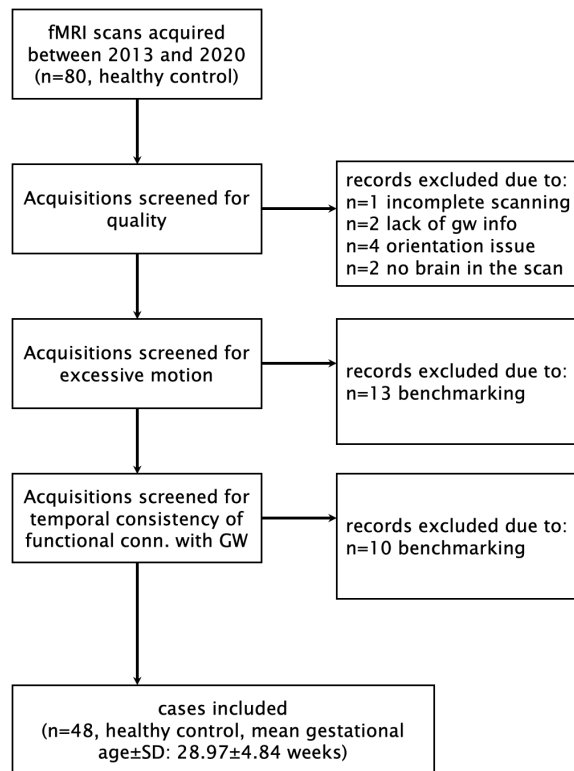 fMRI scans acquired
between 2013 and 2020
(n=80, healthy control)
Acquisitions screened for
quality
records excluded due to:
n=1 incomplete scanning
n=2 lack of gw info
n=4 orientation issue
n=2 no brain in the scan
Acquisitions screened for
excessive motion
records excluded due to:
n=13 benchmarking
Acquisitions screened for
temporal consistency of
functional conn. with GW
records excluded due to:
n=10 benchmarking
cases included
(n=48, healthy control, mean gestational
age±SD: 28.97±4.84 weeks)